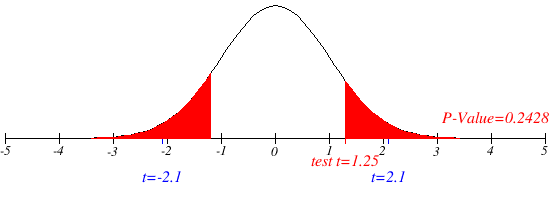 P-Value=0.2428
-5 -4 -3 -2 -1 0 1 2 3 4 5
test t=1.25
t=-2.1 t=2.1